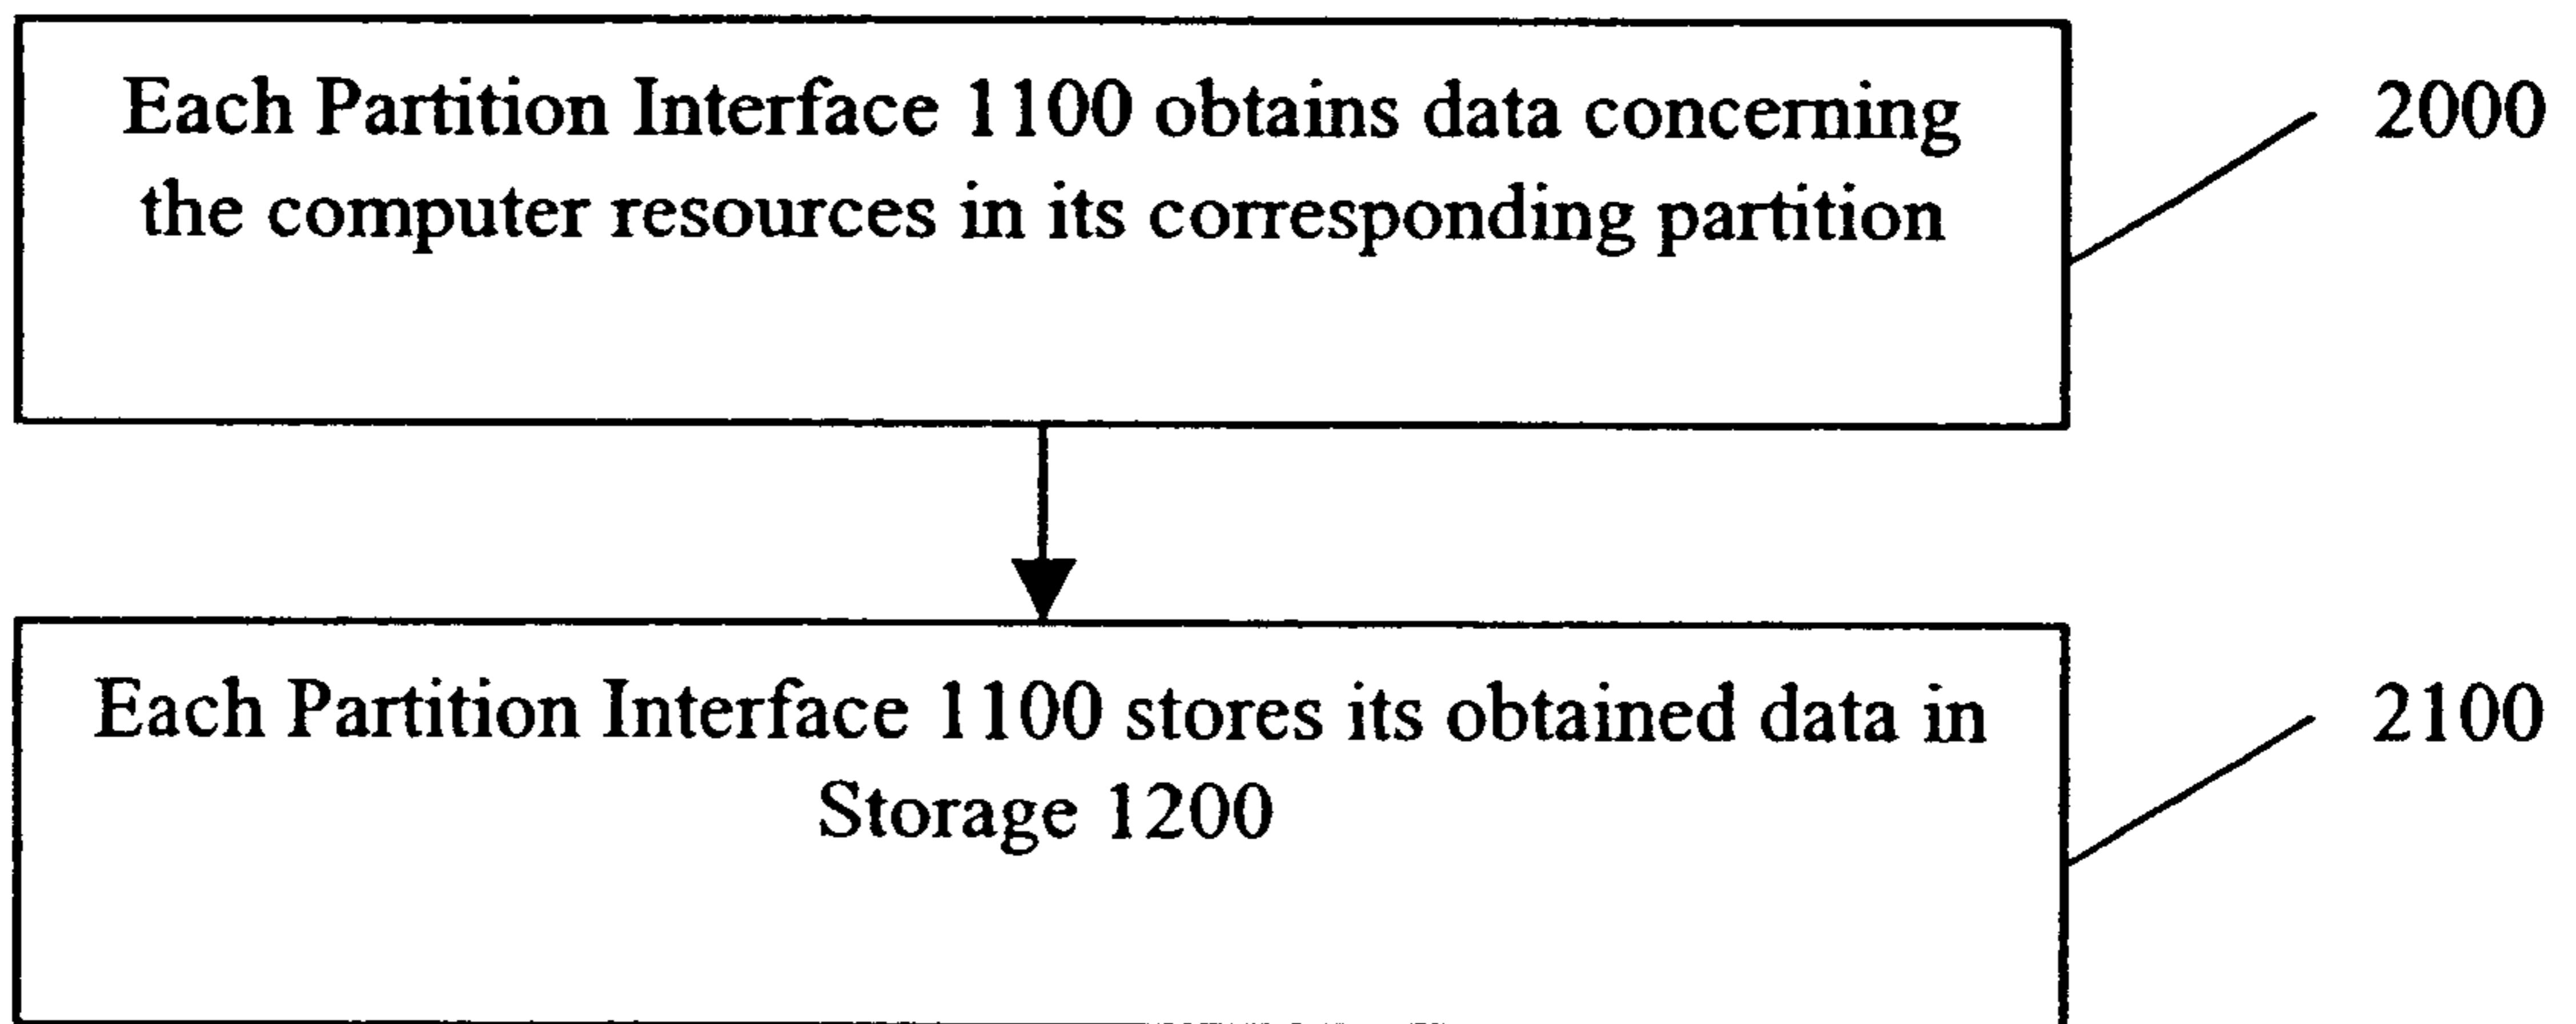 Each Partition Interface 1100 obtains data concerning
the computer resources in its corresponding partition
2000
Each Partition Interface 1100 stores its obtained data in
Storage 1200
2100